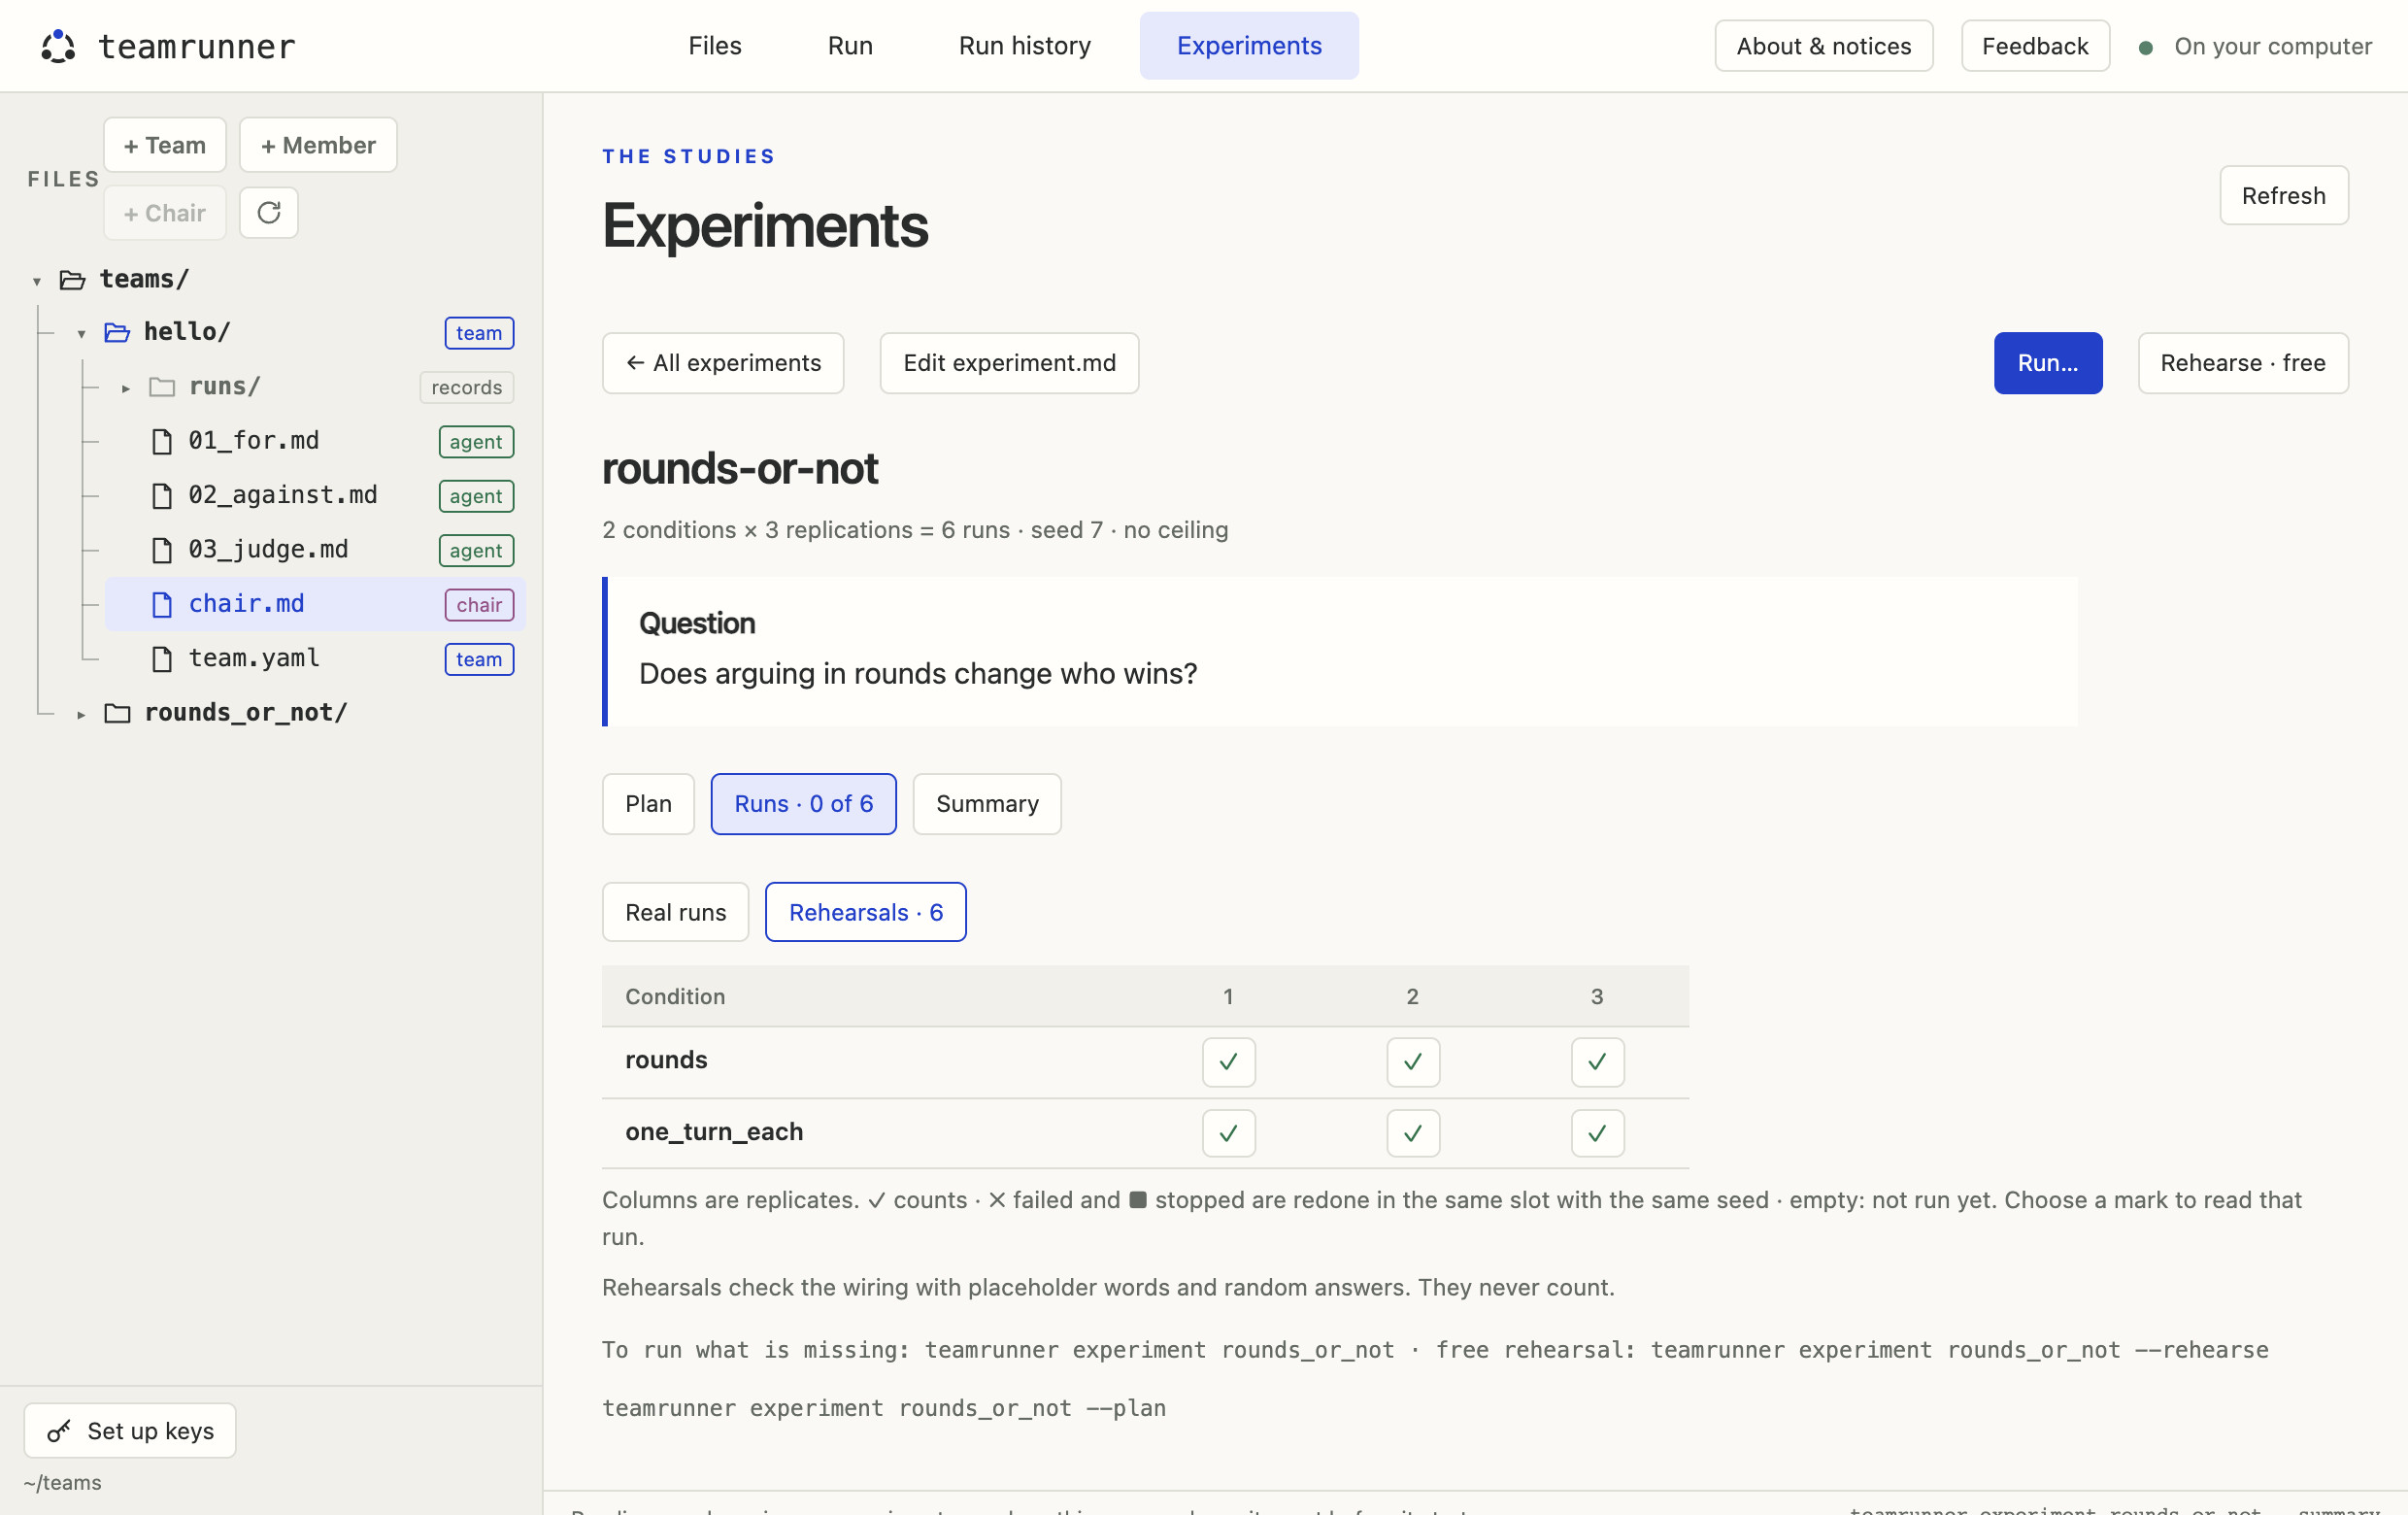 teamrunner
Files
Run
Run history
Experiments
About & notices
Feedback
On your computer
FILES
+ Team
+ Member
+ Chair
teams/
hello/ team
runs/ records
01_for.md agent
02_against.md agent
03_judge.md agent
chair.md chair
team.yaml team
rounds_or_not/
Set up keys
~/teams
THE STUDIES
Experiments
Refresh
← All experiments
Edit experiment.md
Run...
Rehearse · free
rounds-or-not
2 conditions × 3 replications = 6 runs · seed 7 · no ceiling
Question
Does arguing in rounds change who wins?
Plan
Runs · 0 of 6
Summary
Real runs
Rehearsals · 6
Condition 1 2 3
rounds ✓ ✓ ✓
one_turn_each ✓ ✓ ✓
Columns are replicates. ✓ counts · ✕ failed and ■ stopped are redone in the same slot with the same seed · empty: not run yet. Choose a mark to read that
run.
Rehearsals check the wiring with placeholder words and random answers. They never count.
To run what is missing: teamrunner experiment rounds_or_not · free rehearsal: teamrunner experiment rounds_or_not --rehearse
teamrunner experiment rounds_or_not --plan